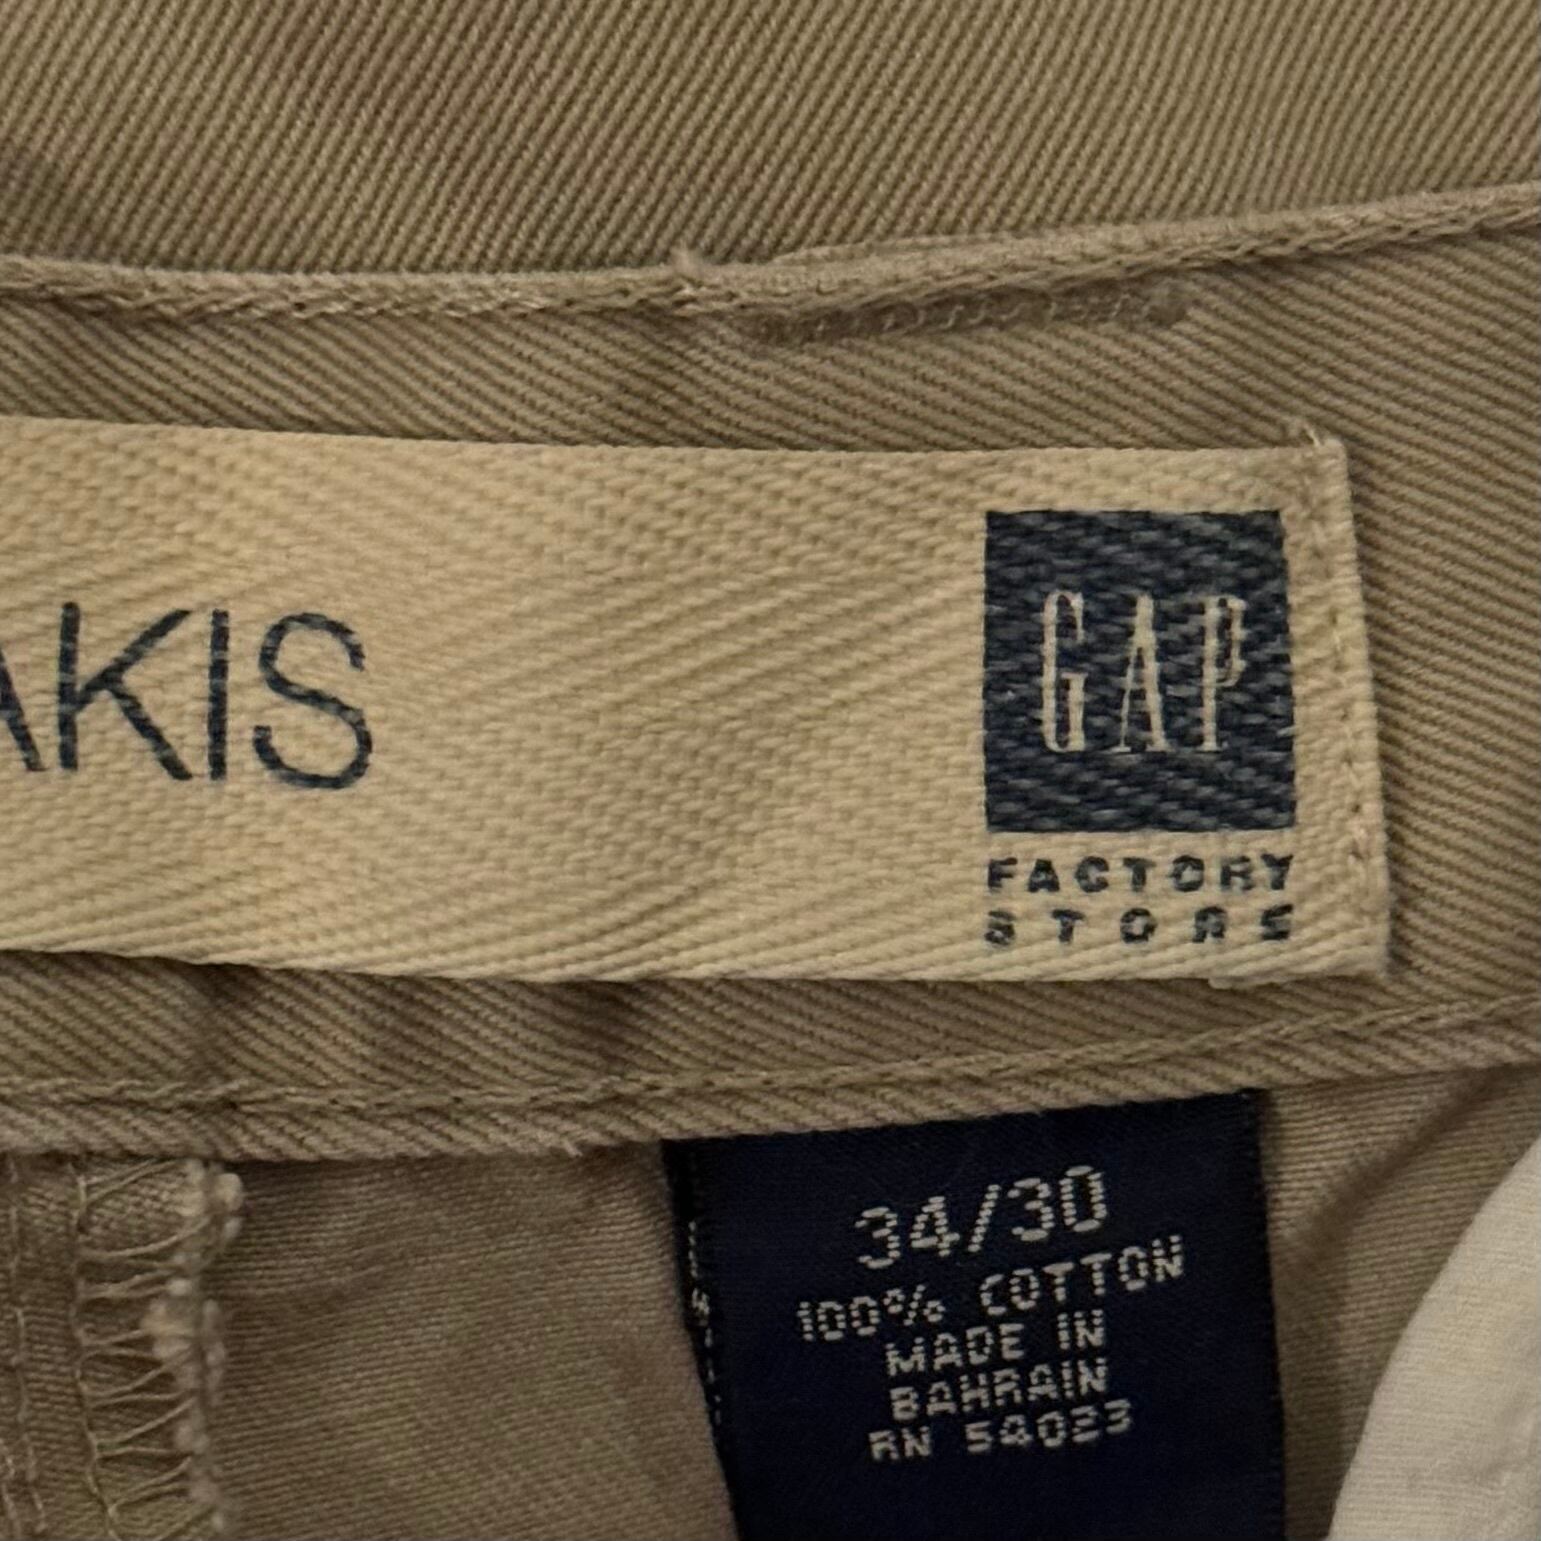 AKIS
GAP
FACTORY
STORE
34/30
100% COTTON
MADE IN
BAHRAIN
RN 54023